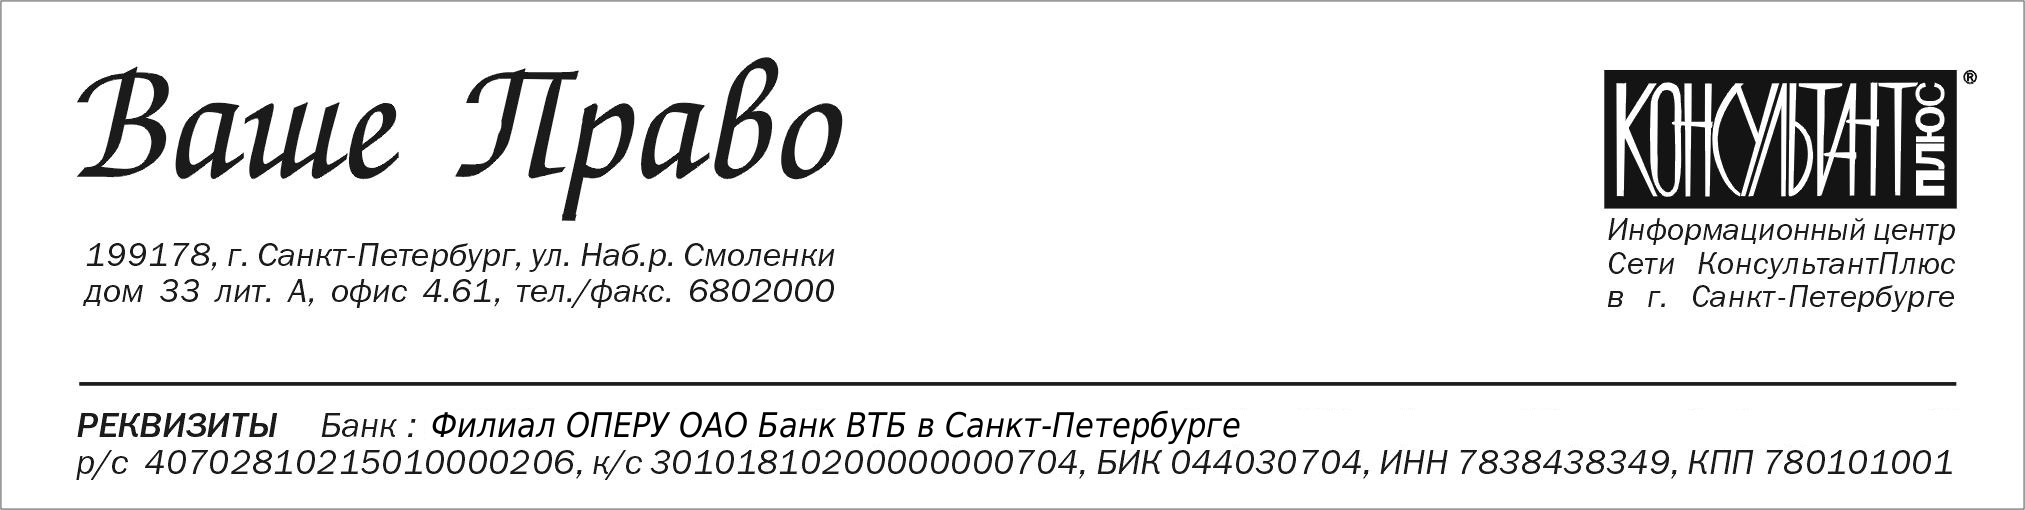 Ваше Право
199178, г. Санкт-Петербург, ул. Наб.р. Смоленки
дом 33 лит. А, офис 4.61, тел./факс. 6802000
КОНСУЛЬТАНТ ПЛЮС ®
Информационный центр
Сети КонсультантПлюс
в г. Санкт-Петербурге
РЕКВИЗИТЫ Банк : Филиал ОПЕРУ ОАО Банк ВТБ в Санкт-Петербурге
р/с 40702810215010000206, к/с 30101810200000000704, БИК 044030704, ИНН 7838438349, КПП 780101001